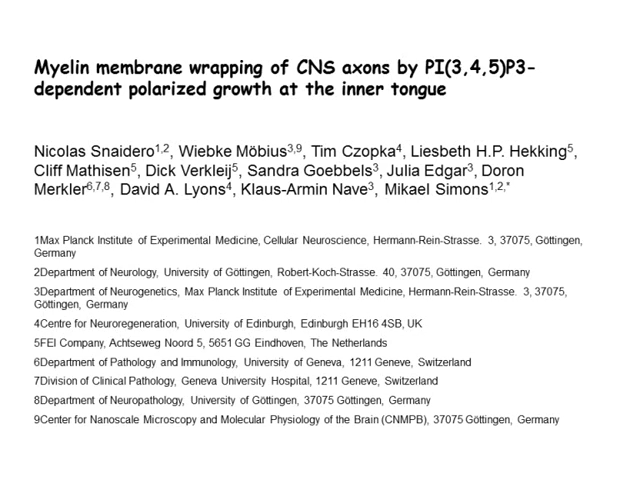 Myelin membrane wrapping of CNS axons by PI(3,4,5)P3-
dependent polarized growth at the inner tongue
Nicolas Snaidero1,2, Wiebke Möbius3,9, Tim Czopka4, Liesbeth H.P. Hekking5,
Cliff Mathisen5, Dick Verkleij5, Sandra Goebbels3, Julia Edgar3, Doron
Merkler6,7,8, David A. Lyons4, Klaus-Armin Nave3, Mikael Simons1,2,*
1Max Planck Institute of Experimental Medicine, Cellular Neuroscience, Hermann-Rein-Strasse. 3, 37075, Göttingen,
Germany
2Department of Neurology, University of Göttingen, Robert-Koch-Strasse. 40, 37075, Göttingen, Germany
3Department of Neurogenetics, Max Planck Institute of Experimental Medicine, Hermann-Rein-Strasse. 3, 37075,
Göttingen, Germany
4Centre for Neuroregeneration, University of Edinburgh, Edinburgh EH16 4SB, UK
5FEI Company, Achtseweg Noord 5, 5651 GG Eindhoven, The Netherlands
6Department of Pathology and Immunology, University of Geneva, 1211 Geneve, Switzerland
7Division of Clinical Pathology, Geneva University Hospital, 1211 Geneve, Switzerland
8Department of Neuropathology, University of Göttingen, 37075 Göttingen, Germany
9Center for Nanoscale Microscopy and Molecular Physiology of the Brain (CNMPB), 37075 Göttingen, Germany